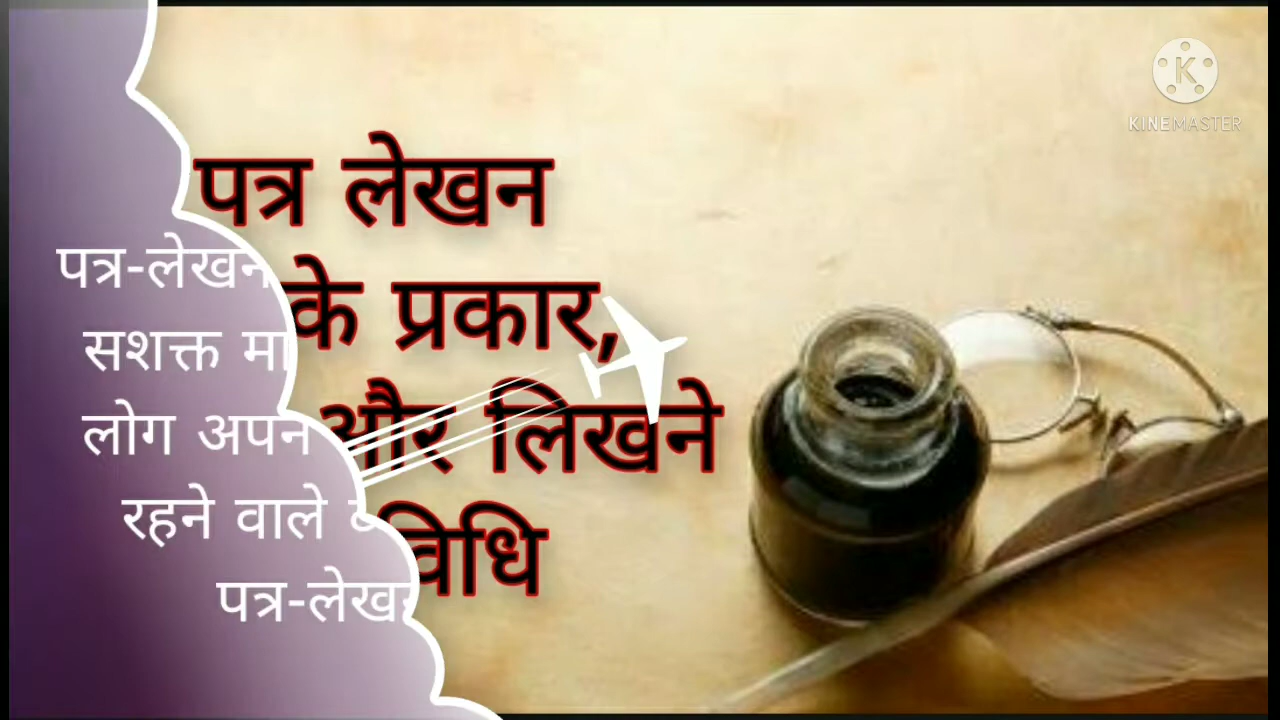 पत्र लेखन
के प्रकार,
और लिखने
विधि
पत्र-लेखन
सशक्त
लोग
रहने वाले
KINEMASTER